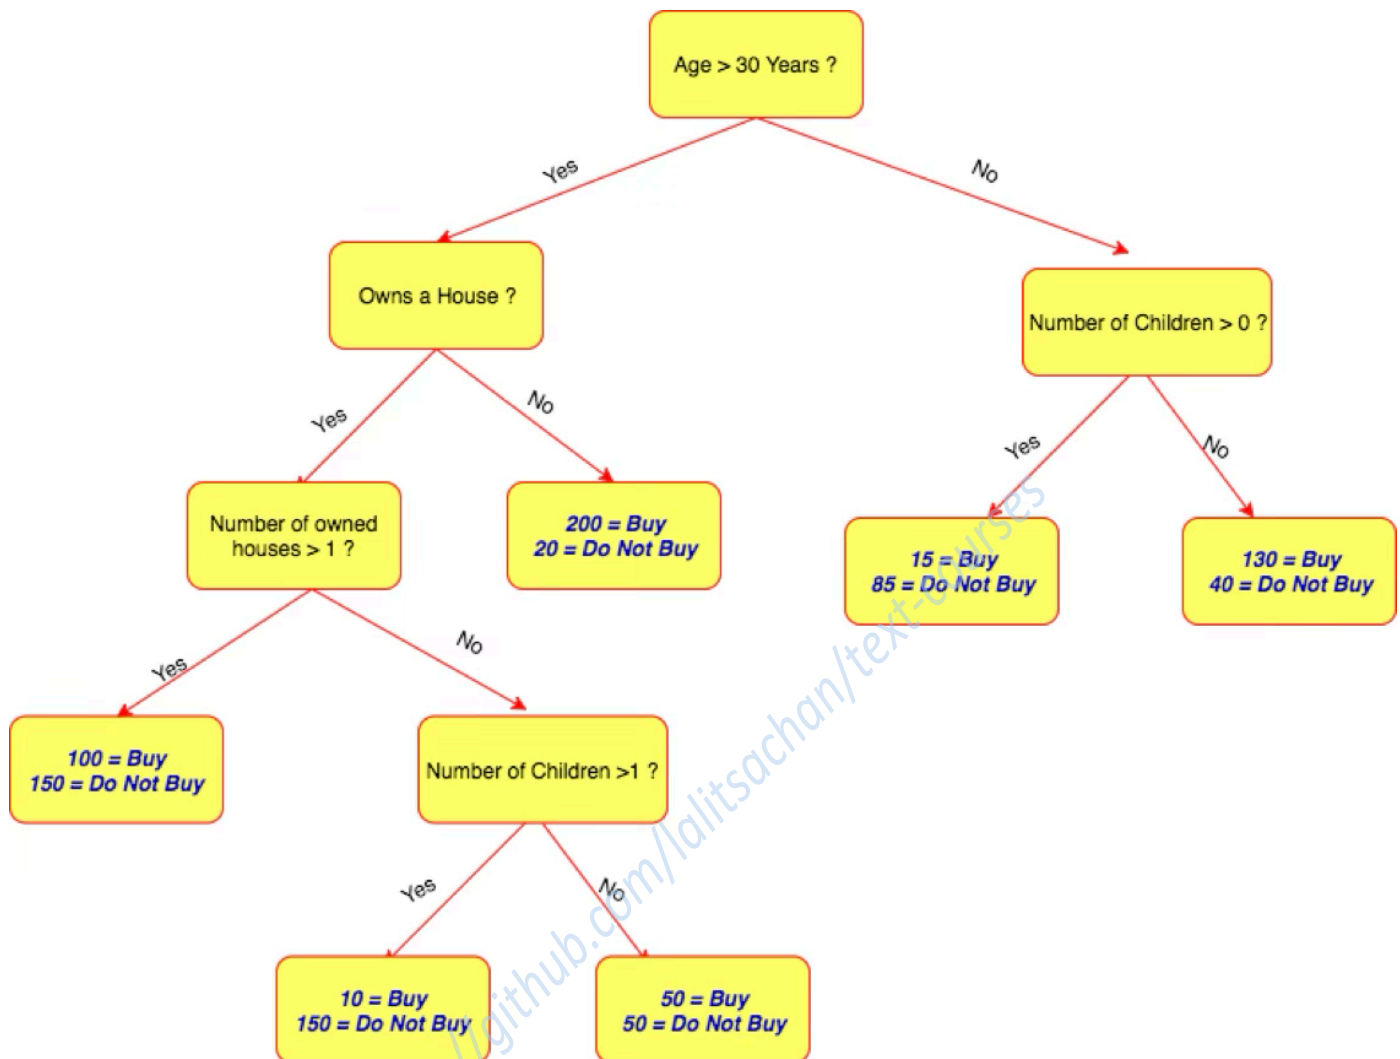 Age > 30 Years ?
Yes
No
Owns a House ?
Number of Children > 0 ?
Yes
No
Yes
No
Number of owned
houses > 1 ?
200 = Buy
20 = Do Not Buy
15 = Buy
85 = Do Not Buy
130 = Buy
40 = Do Not Buy
Yes
No
100 = Buy
150 = Do Not Buy
Number of Children >1 ?
Yes
No
10 = Buy
150 = Do Not Buy
50 = Buy
50 = Do Not Buy
//github.com/lalitsachan/text-courses